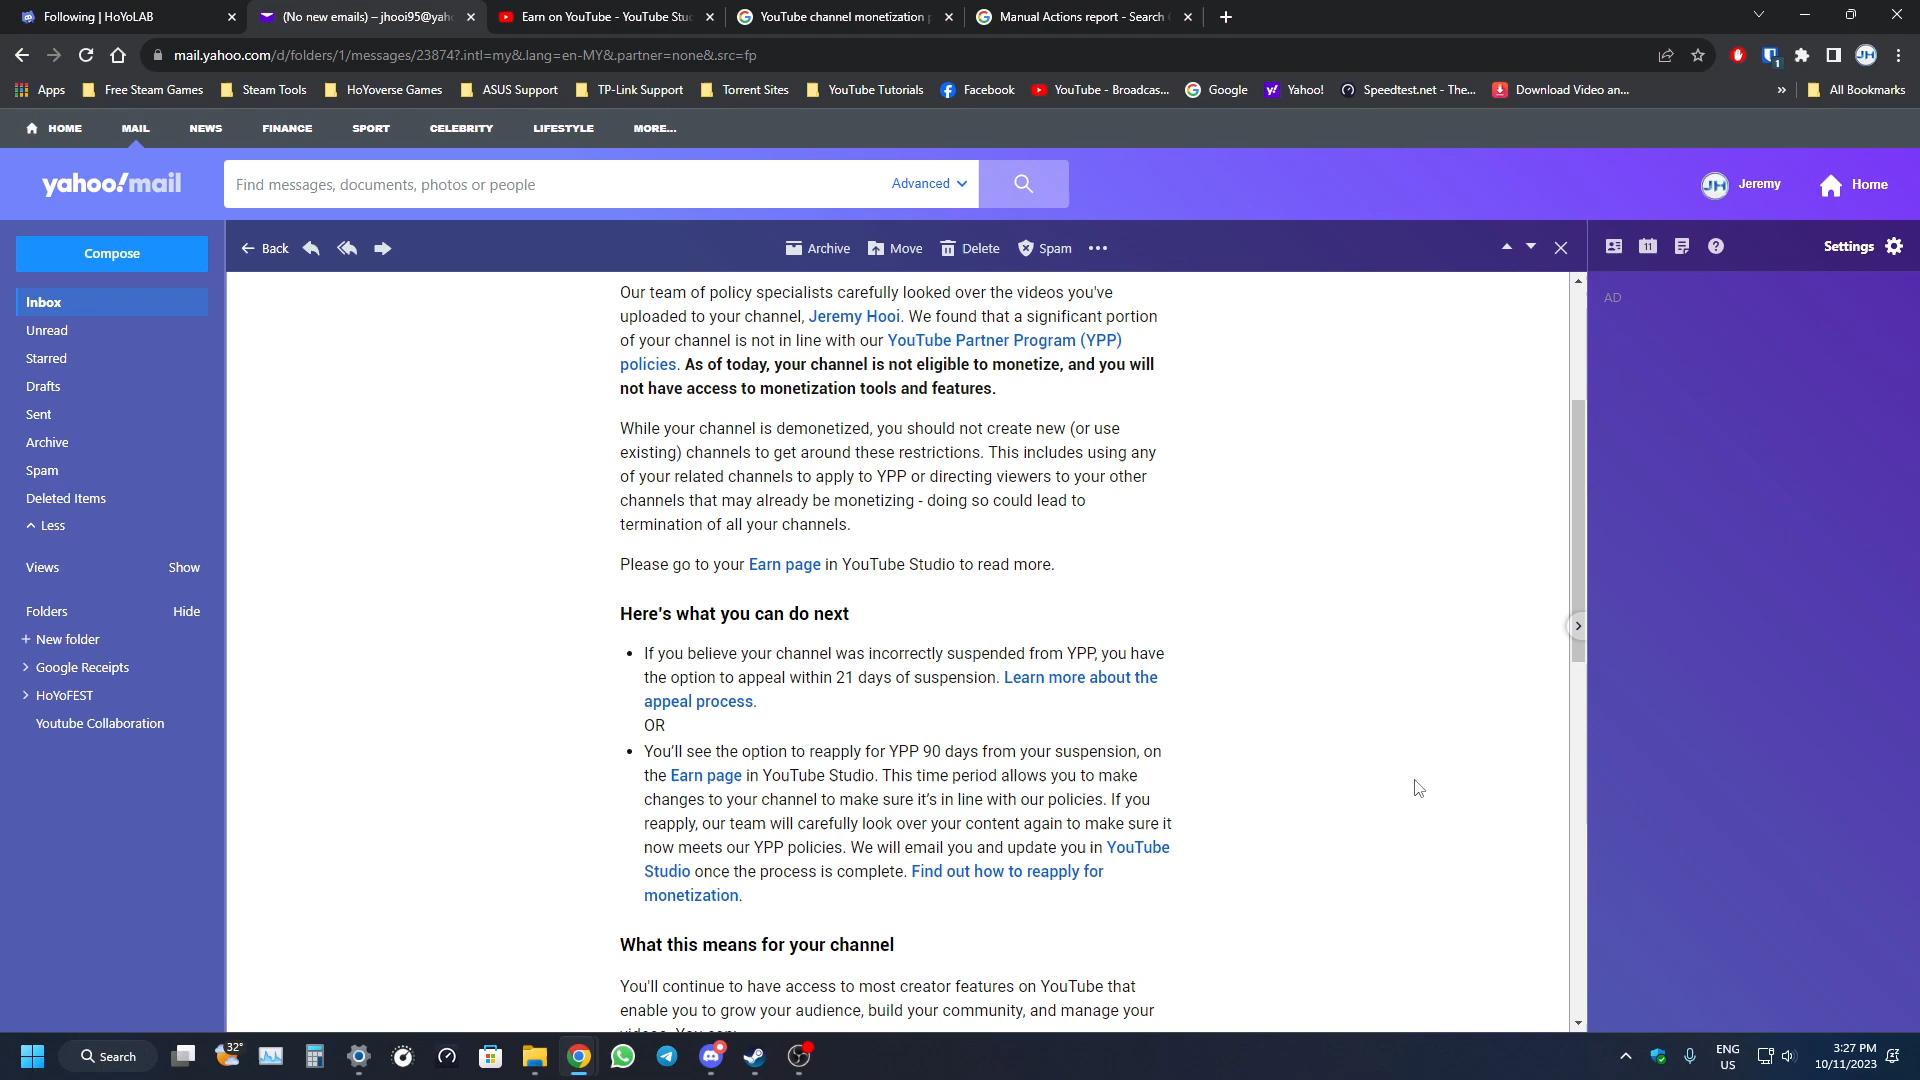 Following | HoYoLAB
(No new emails) – jhooi95@yaho
Earn on YouTube - YouTube Stu
YouTube channel monetization p
Manual Actions report - Search
mail.yahoo.com/d/folders/1/messages/23874?.intl=my&.lang=en-MY&.partner=none&.src=fp
Apps Free Steam Games Steam Tools HoYoverse Games ASUS Support TP-Link Support Torrent Sites YouTube Tutorials Facebook YouTube - Broadcas... Google Yahoo! Speedtest.net - The... Download Video an... » All Bookmarks
HOME MAIL NEWS FINANCE SPORT CELEBRITY LIFESTYLE MORE...
yahoo!mail
Find messages, documents, photos or people
Advanced
JH Jeremy
Home
Compose
Back
Archive Move Delete Spam
11
Settings
Inbox
Unread
Starred
Drafts
Sent
Archive
Spam
Deleted Items
Less
Views Show
Folders Hide
+ New folder
Google Receipts
HoYoFEST
Youtube Collaboration
AD
Our team of policy specialists carefully looked over the videos you've
uploaded to your channel, Jeremy Hooi. We found that a significant portion
of your channel is not in line with our YouTube Partner Program (YPP)
policies. As of today, your channel is not eligible to monetize, and you will
not have access to monetization tools and features.
While your channel is demonetized, you should not create new (or use
existing) channels to get around these restrictions. This includes using any
of your related channels to apply to YPP or directing viewers to your other
channels that may already be monetizing - doing so could lead to
termination of all your channels.
Please go to your Earn page in YouTube Studio to read more.
Here's what you can do next
• If you believe your channel was incorrectly suspended from YPP, you have
the option to appeal within 21 days of suspension. Learn more about the
appeal process.
OR
• You'll see the option to reapply for YPP 90 days from your suspension, on
the Earn page in YouTube Studio. This time period allows you to make
changes to your channel to make sure it's in line with our policies. If you
reapply, our team will carefully look over your content again to make sure it
now meets our YPP policies. We will email you and update you in YouTube
Studio once the process is complete. Find out how to reapply for
monetization.
What this means for your channel
You'll continue to have access to most creator features on YouTube that
enable you to grow your audience, build your community, and manage your
Search
32°
ENG
US
3:27 PM
10/11/2023